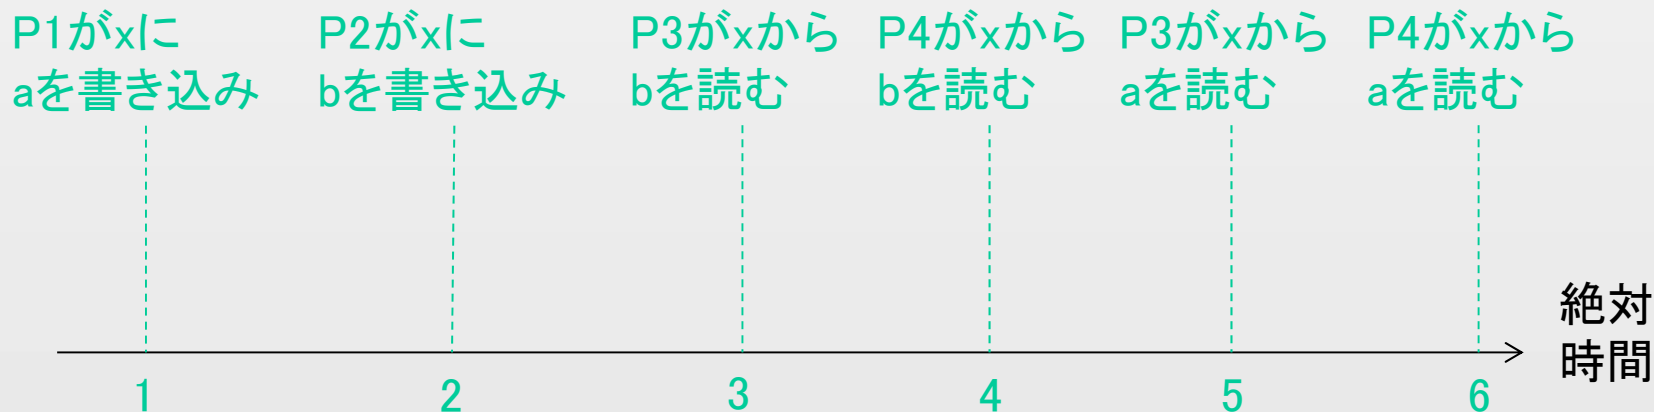 P1がxに
aを書き込み
P2がxに
bを書き込み
P3がxから
bを読む
P4がxから
bを読む
P3がxから
aを読む
P4がxから
aを読む
絶対
時間
1
2
3
4
5
6